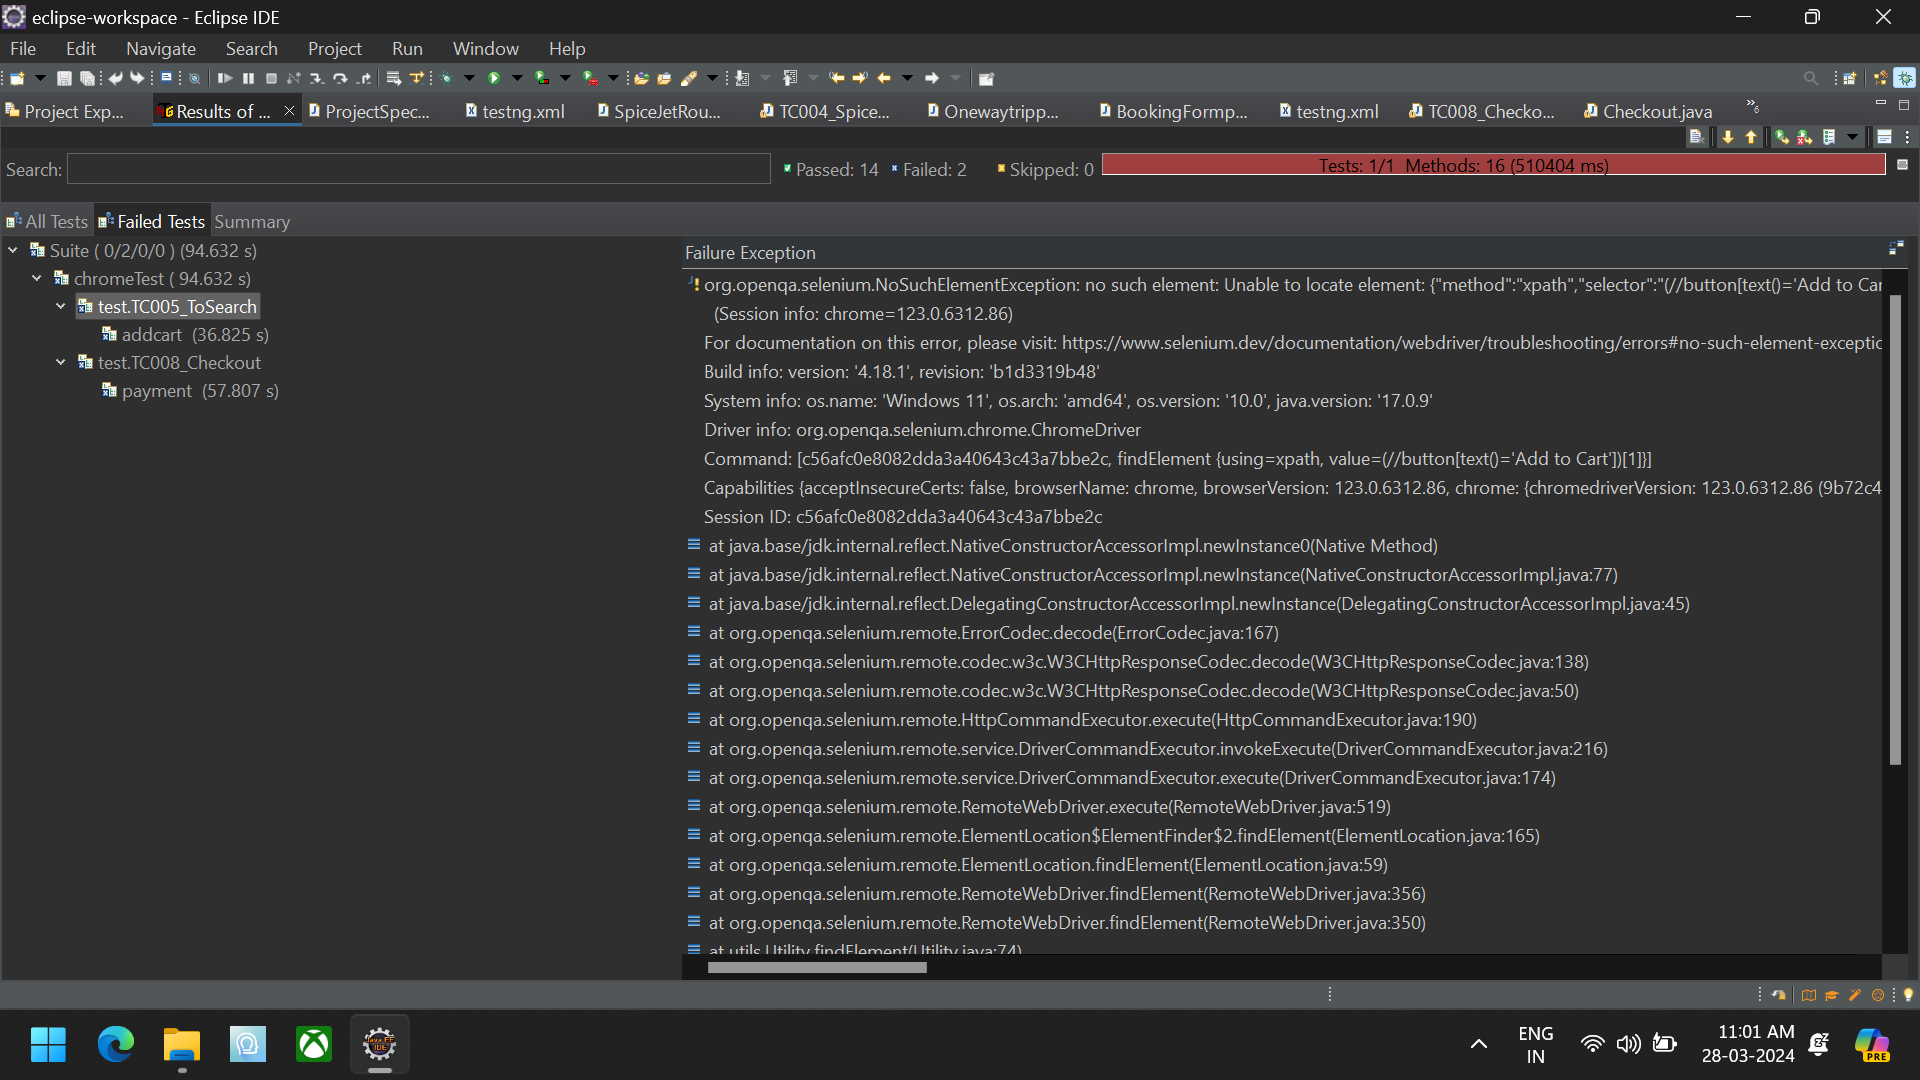 eclipse-workspace - Eclipse IDE
File Edit Navigate Search Project Run Window Help
Project Exp... Results of ... ProjectSpec... testng.xml SpiceJetRou... TC004_Spice... Onewaytripp... BookingFormp... testng.xml TC008_Checko... Checkout.java »6
Search: Passed: 14 Failed: 2 Skipped: 0 Tests: 1/1 Methods: 16 (510404 ms)
All Tests Failed Tests Summary
Suite ( 0/2/0/0 ) (94.632 s)
chromeTest ( 94.632 s)
test.TC005_ToSearch
addcart (36.825 s)
test.TC008_Checkout
payment (57.807 s)
Failure Exception
org.openqa.selenium.NoSuchElementException: no such element: Unable to locate element: {"method":"xpath","selector":"(//button[text()='Add to Car
(Session info: chrome=123.0.6312.86)
For documentation on this error, please visit: https://www.selenium.dev/documentation/webdriver/troubleshooting/errors#no-such-element-exceptio
Build info: version: '4.18.1', revision: 'b1d3319b48'
System info: os.name: 'Windows 11', os.arch: 'amd64', os.version: '10.0', java.version: '17.0.9'
Driver info: org.openqa.selenium.chrome.ChromeDriver
Command: [c56afc0e8082dda3a40643c43a7bbe2c, findElement {using=xpath, value=(//button[text()='Add to Cart'])[1]}]
Capabilities {acceptInsecureCerts: false, browserName: chrome, browserVersion: 123.0.6312.86, chrome: {chromedriverVersion: 123.0.6312.86 (9b72c4
Session ID: c56afc0e8082dda3a40643c43a7bbe2c
at java.base/jdk.internal.reflect.NativeConstructorAccessorImpl.newInstance0(Native Method)
at java.base/jdk.internal.reflect.NativeConstructorAccessorImpl.newInstance(NativeConstructorAccessorImpl.java:77)
at java.base/jdk.internal.reflect.DelegatingConstructorAccessorImpl.newInstance(DelegatingConstructorAccessorImpl.java:45)
at org.openqa.selenium.remote.ErrorCodec.decode(ErrorCodec.java:167)
at org.openqa.selenium.remote.codec.w3c.W3CHttpResponseCodec.decode(W3CHttpResponseCodec.java:138)
at org.openqa.selenium.remote.codec.w3c.W3CHttpResponseCodec.decode(W3CHttpResponseCodec.java:50)
at org.openqa.selenium.remote.HttpCommandExecutor.execute(HttpCommandExecutor.java:190)
at org.openqa.selenium.remote.service.DriverCommandExecutor.invokeExecute(DriverCommandExecutor.java:216)
at org.openqa.selenium.remote.service.DriverCommandExecutor.execute(DriverCommandExecutor.java:174)
at org.openqa.selenium.remote.RemoteWebDriver.execute(RemoteWebDriver.java:519)
at org.openqa.selenium.remote.ElementLocation$ElementFinder$2.findElement(ElementLocation.java:165)
at org.openqa.selenium.remote.ElementLocation.findElement(ElementLocation.java:59)
at org.openqa.selenium.remote.RemoteWebDriver.findElement(RemoteWebDriver.java:356)
at org.openqa.selenium.remote.RemoteWebDriver.findElement(RemoteWebDriver.java:350)
at utils.Utility.findElement(Utility.java:74)
Java EE
IDE
ENG
IN
11:01 AM
28-03-2024
PRE